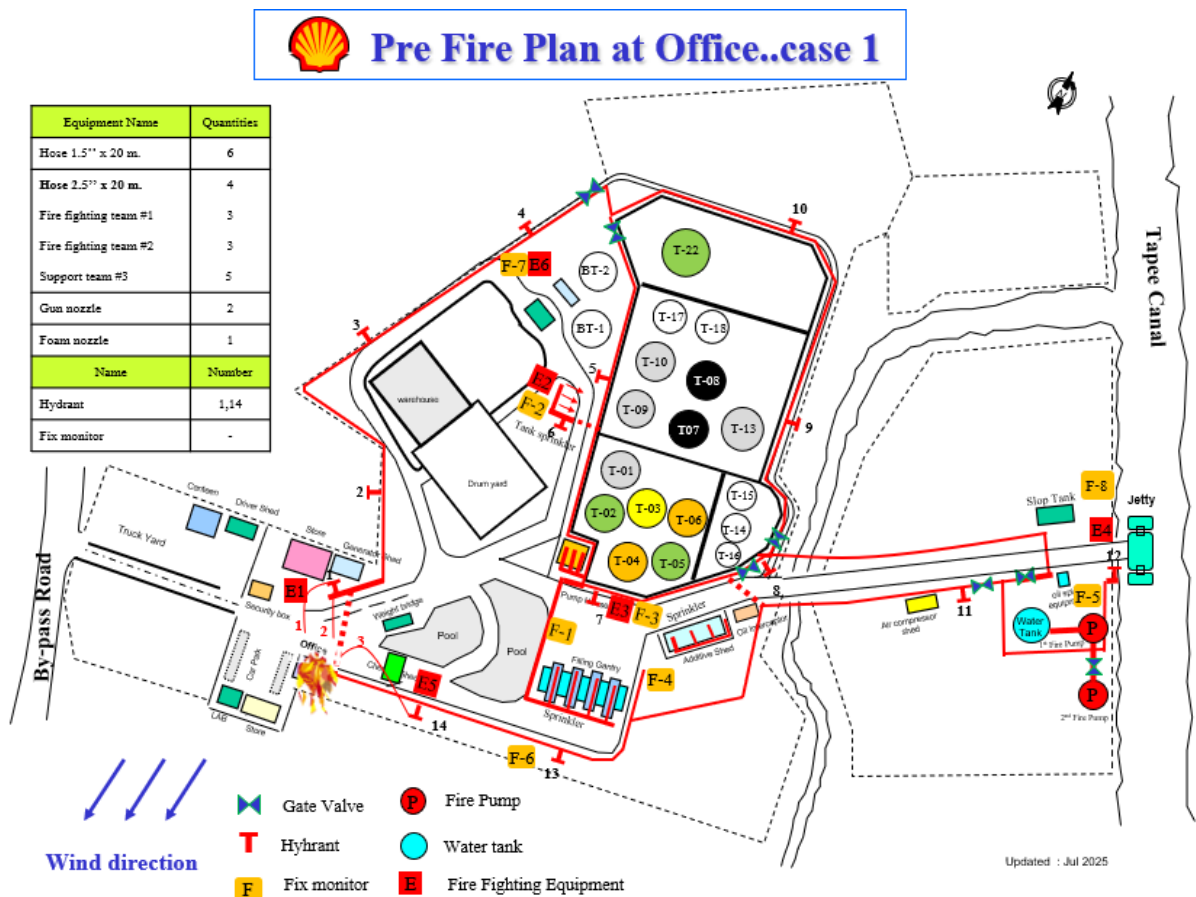 Pre Fire Plan at Office..case 1
Equipment Name Quantities
Hose 1.5’’ x 20 m. 6
Hose 2.5’’ x 20 m. 4
Fire fighting team #1 3
Fire fighting team #2 3
Support team #3 5
Gun nozzle 2
Foam nozzle 1
Name Number
Hydrant 1,14
Fix monitor -
10
4
T-22
F-7 E6
BT-2
Tapee Canal
T-17
T-18
3
BT-1
T-10
5
T-08
E2
warehouse
F-2
T-09
T07
T-13
9
6
Tank sprinkler
T-01
Drum yard
2
T-15
F-8
Slop Tank
Jetty
T-02
T-03
T-06
T-14
E4
Canteen
Driver Shed
Store
Truck Yard
Generator Shed
T-04
T-05
T-16
12
1
E1
8
11
F-5
Security box
Weight bridge
E3
F-3
7
Sprinkler
Oil interceptor
Air compressor
shed
Water
Tank
P
1st Fire Pump
1
2
3
Office
Pool
Pool
F-1
Additive Shed
By-pass Road
Car Park
E5
Filling Gantry
F-4
P
2nd Fire Pump
LAB
Store
14
Sprinkler
F-6
13
Wind direction
Gate Valve
P Fire Pump
Hyhrant
Water tank
F Fix monitor
E Fire Fighting Equipment
Updated : Jul 2025